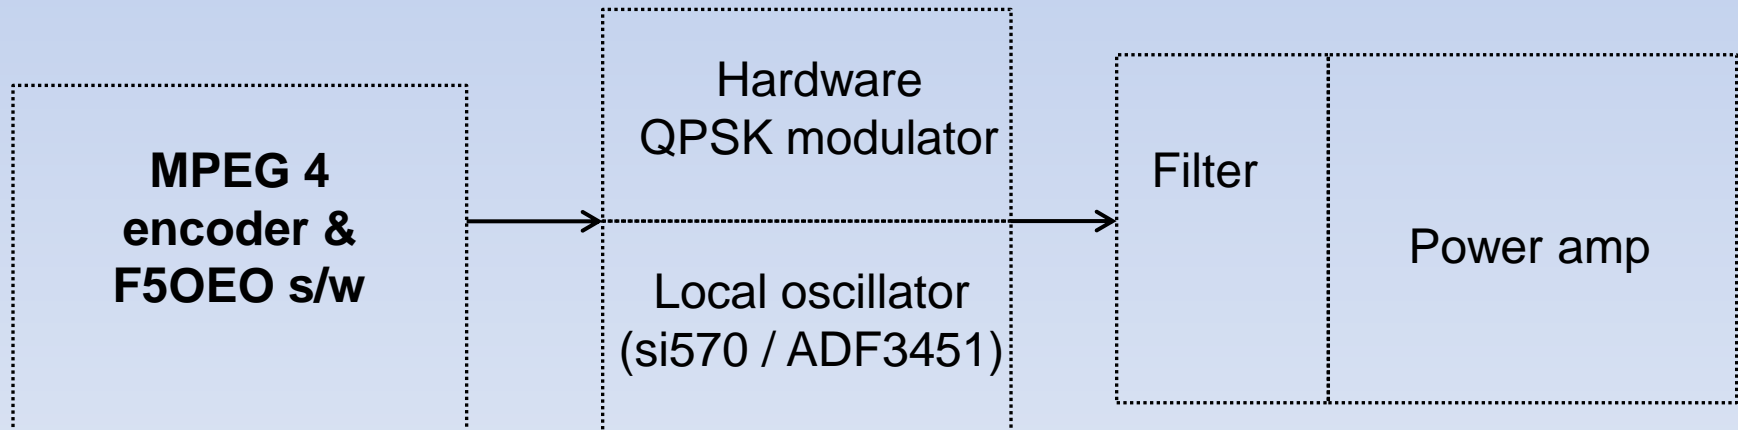 MPEG 4
encoder &
F5OEO s/w
Hardware
QPSK modulator
Local oscillator
(si570 / ADF3451)
Filter
Power amp